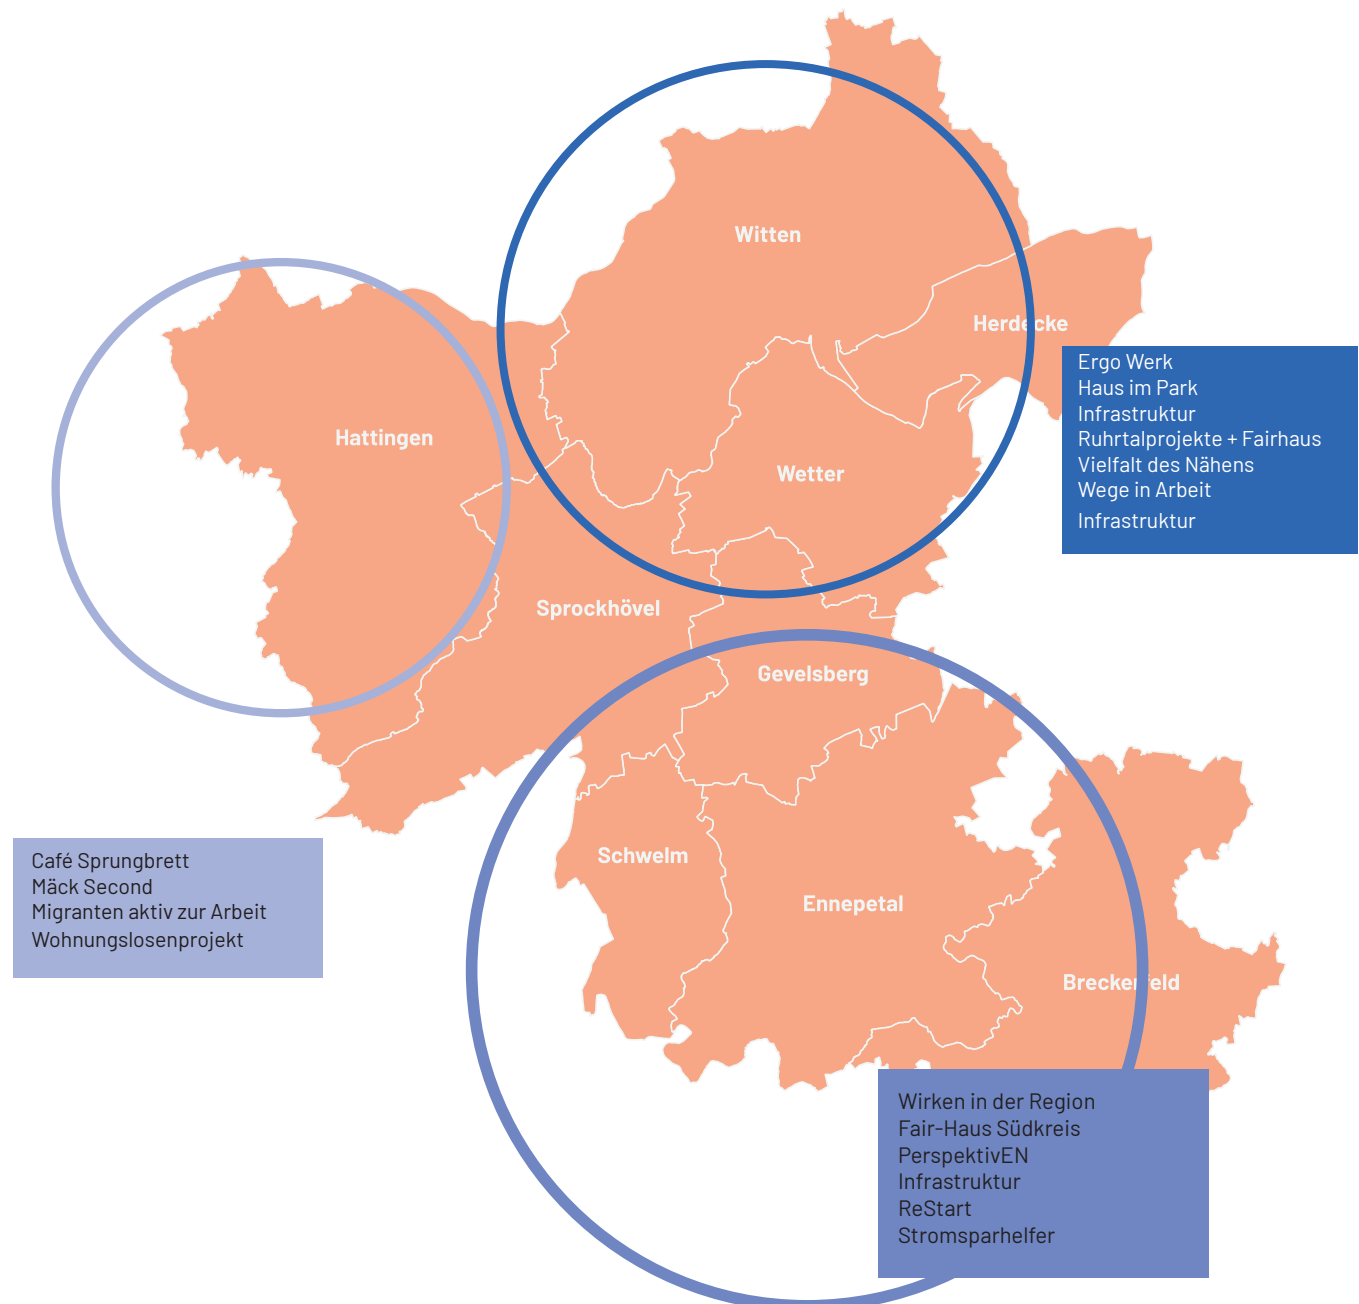 Witten
Herdecke
Hattingen
Wetter
Sprockhövel
Gevelsberg
Schwelm
Ennepetal
Breckerfeld
Ergo Werk
Haus im Park
Infrastruktur
Ruhrtalprojekte + Fairhaus
Vielfalt des Nähens
Wege in Arbeit
Infrastruktur
Café Sprungbrett
Mäck Second
Migranten aktiv zur Arbeit
Wohnungslosenprojekt
Wirken in der Region
Fair-Haus Südkreis
PerspektivEN
Infrastruktur
ReStart
Stromsparhelfer